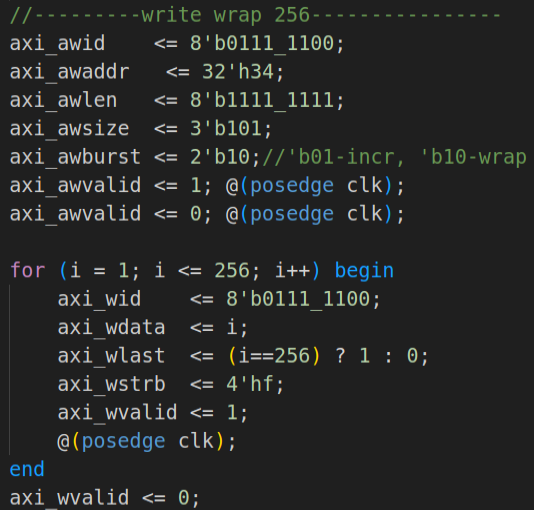 //---------write wrap 256----------------
axi_awid    <= 8'b0111_1100;
axi_awaddr   <= 32'h34;
axi_awlen   <= 8'b1111_1111;
axi_awsize  <= 3'b101;
axi_awburst <= 2'b10;//'b01-incr, 'b10-wrap
axi_awvalid <= 1; @(posedge clk);
axi_awvalid <= 0; @(posedge clk);

for (i = 1; i <= 256; i++) begin
    axi_wid    <= 8'b0111_1100;
    axi_wdata  <= i;
    axi_wlast  <= (i==256) ? 1 : 0;
    axi_wstrb  <= 4'hf;
    axi_wvalid <= 1;
    @(posedge clk);
end
axi_wvalid <= 0;